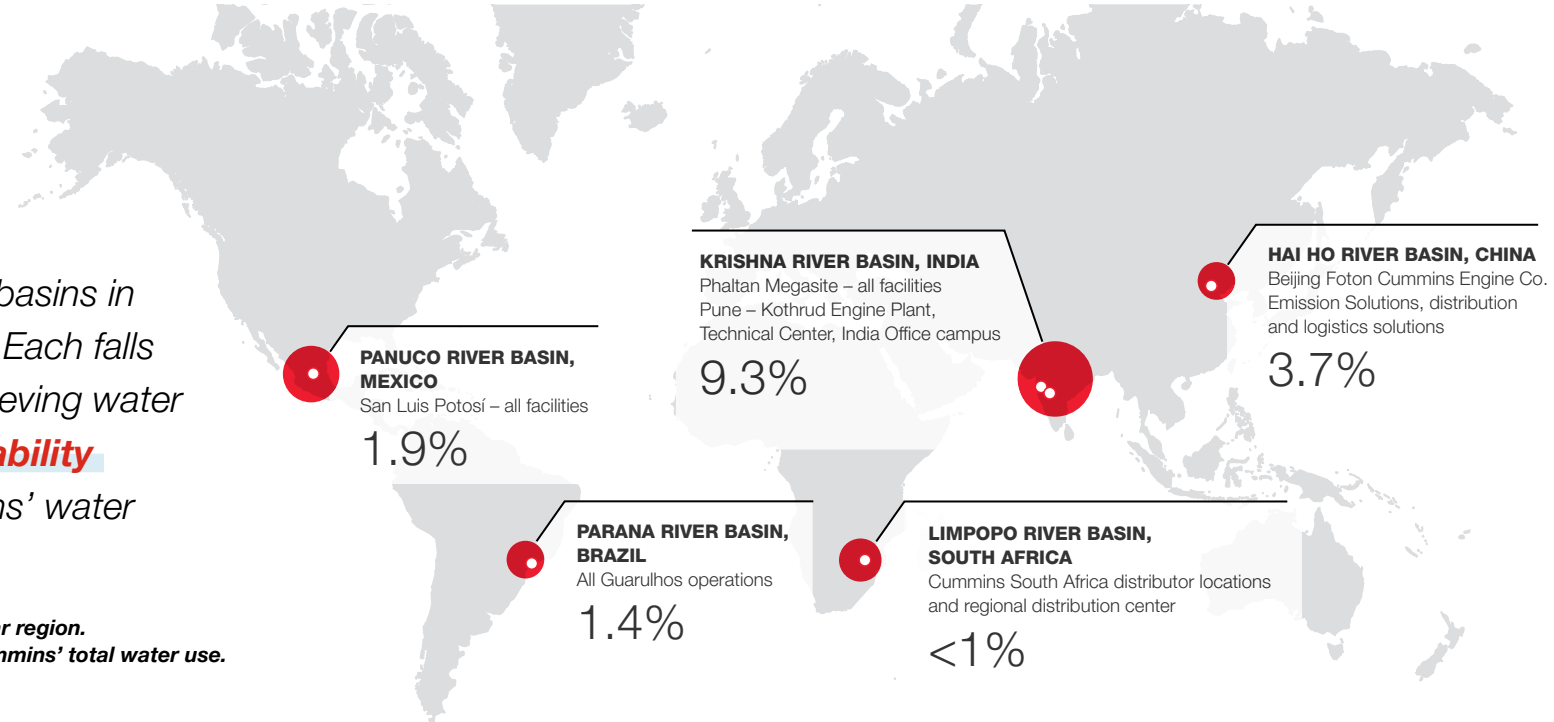 basins in
Each falls
eving water
ability
ns’ water
r region.
mmins’ total water use.
PANUCO RIVER BASIN,
MEXICO
San Luis Potosí – all facilities
1.9%
PARANA RIVER BASIN,
BRAZIL
All Guarulhos operations
1.4%
KRISHNA RIVER BASIN, INDIA
Phaltan Megasite – all facilities
Pune – Kothrud Engine Plant,
Technical Center, India Office campus
9.3%
LIMPOPO RIVER BASIN,
SOUTH AFRICA
Cummins South Africa distributor locations
and regional distribution center
<1%
HAI HO RIVER BASIN, CHINA
Beijing Foton Cummins Engine Co.
Emission Solutions, distribution
and logistics solutions
3.7%